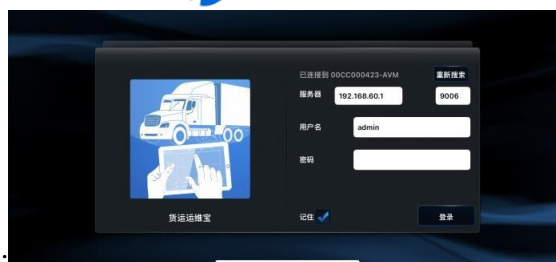 已连接到 00CC000423-AVM 重新搜索
服务器 192.168.60.1 9006
用户名 admin
密码
货运运维宝 记住 登录